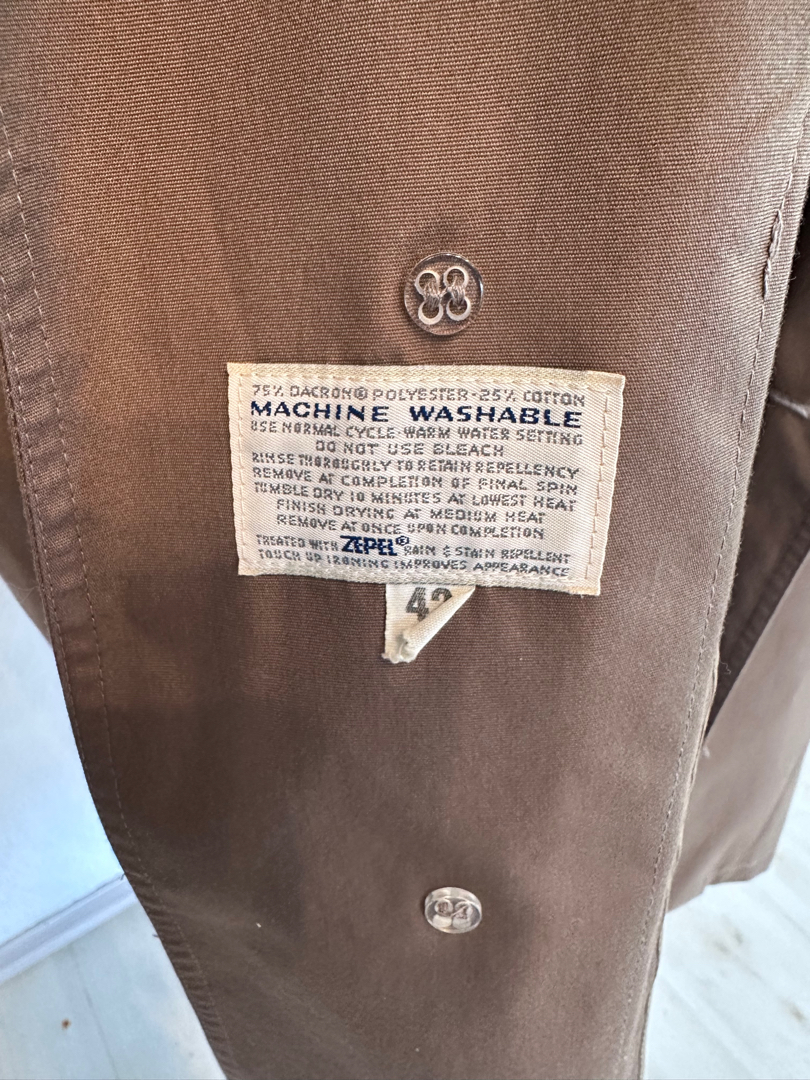 75% DACRON® POLYESTER·25% COTTON
MACHINE WASHABLE
USE NORMAL CYCLE·WARM WATER SETTING
DO NOT USE BLEACH
RINSE THOROUGHLY TO RETAIN REPELLENCY
REMOVE AT COMPLETION OF FINAL SPIN
TUMBLE DRY 10 MINUTES AT LOWEST HEAT
FINISH DRYING AT MEDIUM HEAT
REMOVE AT ONCE UPON COMPLETION
TREATED WITH ZEPEL® RAIN & STAIN REPELLENT
TOUCH UP IRONING IMPROVES APPEARANCE
42